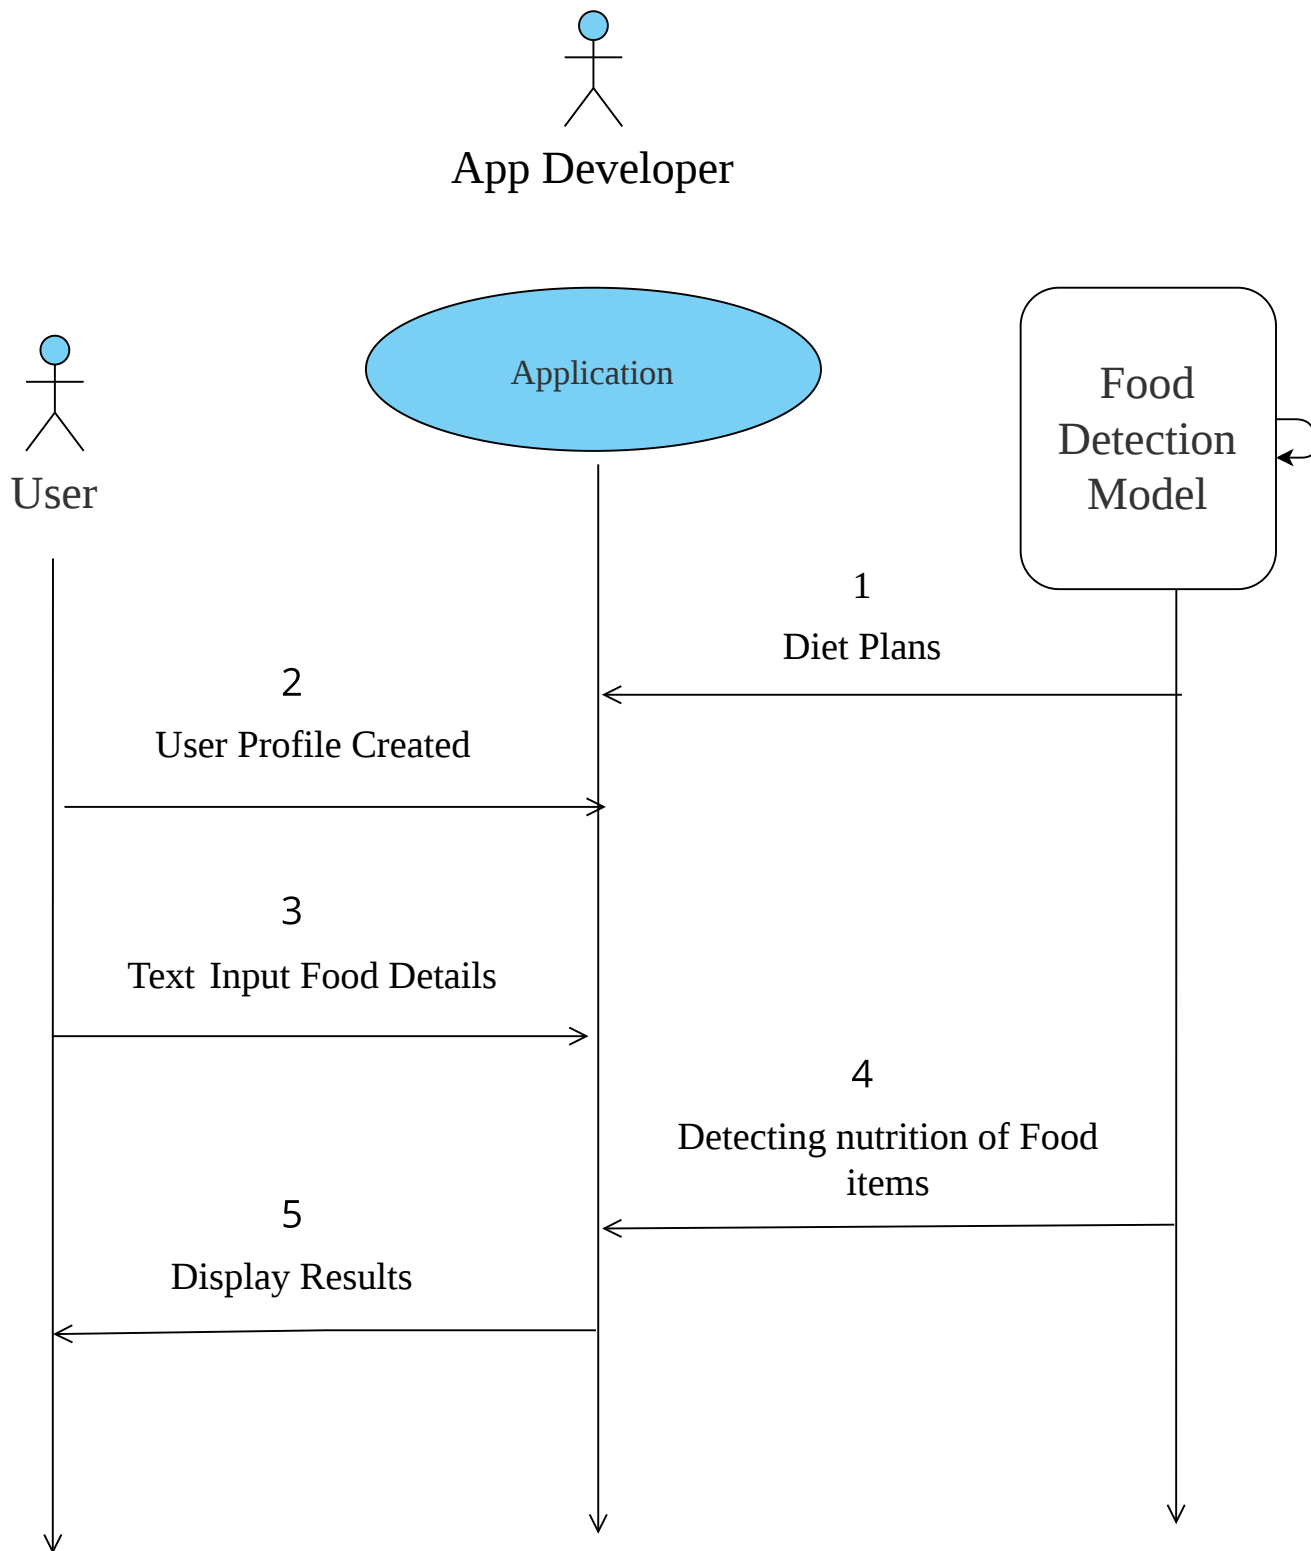 App Developer
Application
User
Food
Detection
Model
1
Diet Plans
2
User Profile Created
3
Text Input Food Details
4
Detecting nutrition of Food
items
5
Display Results